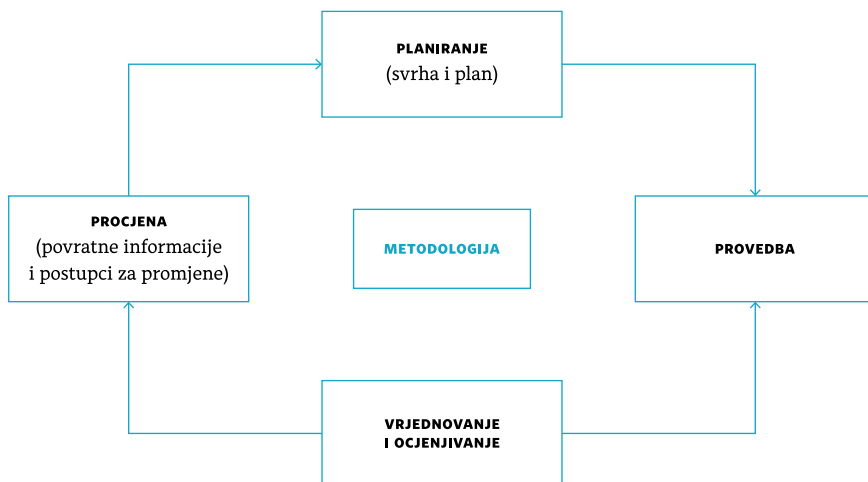 PLANIRANJE
(svrha i plan)
PROCJENA
(povratne informacije
i postupci za promjene)
METODOLOGIJA
PROVEDBA
VRJEDNOVANJE
I OCJENJIVANJE